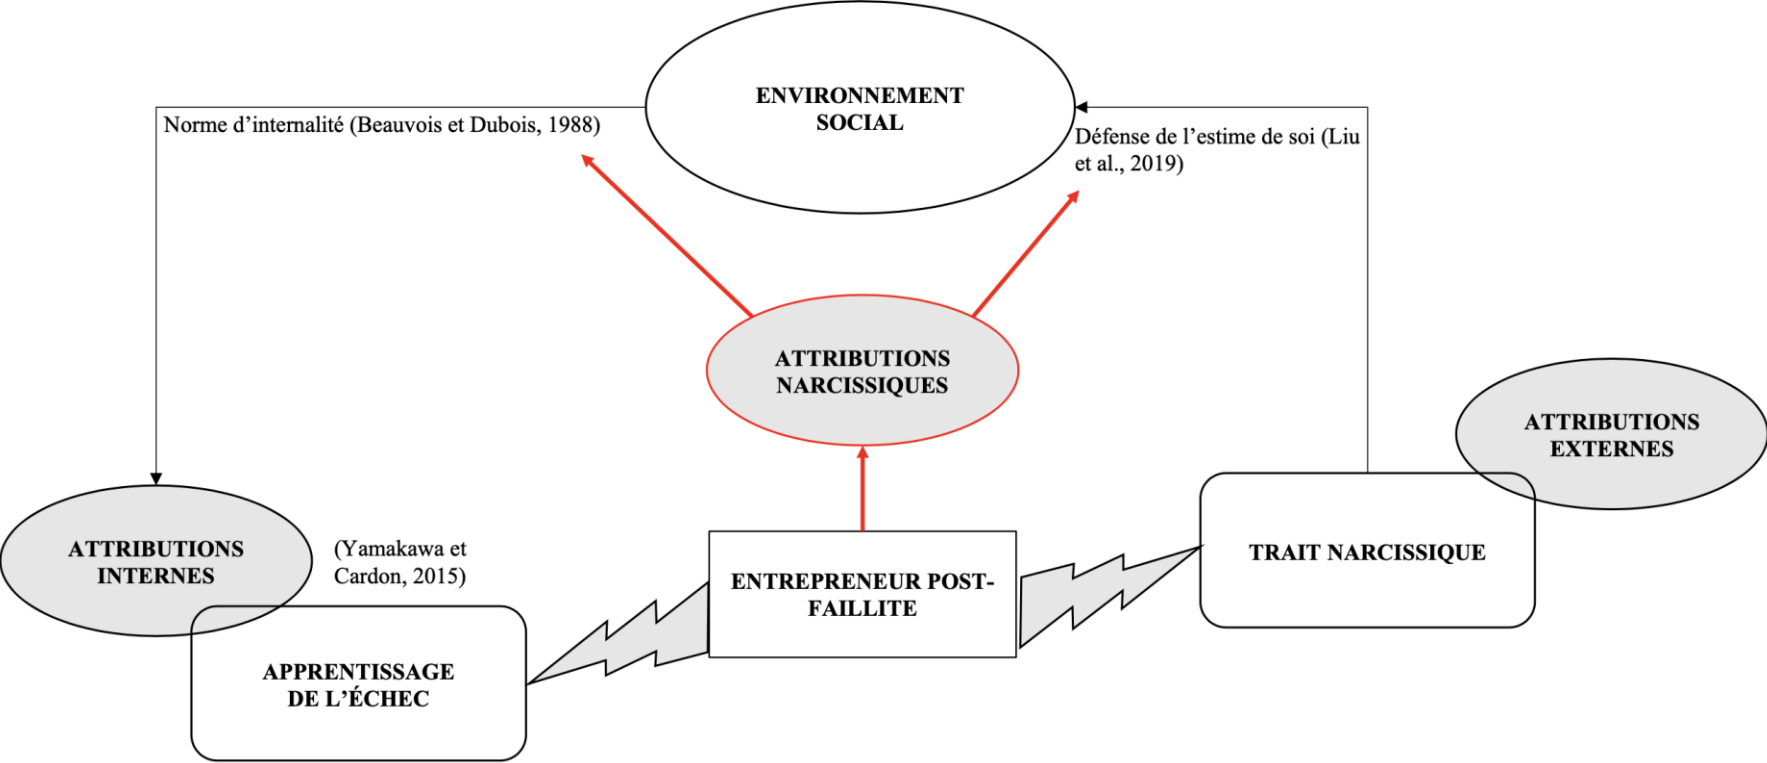 ENVIRONNEMENT
SOCIAL
Norme d’internalité (Beauvois et Dubois, 1988)
Défense de l’estime de soi (Liu
et al., 2019)
ATTRIBUTIONS
NARCISSIQUES
ATTRIBUTIONS
EXTERNES
ATTRIBUTIONS
INTERNES
(Yamakawa et
Cardon, 2015)
ENTREPRENEUR POST-
FAILLITE
TRAIT NARCISSIQUE
APPRENTISSAGE
DE L’ÉCHEC